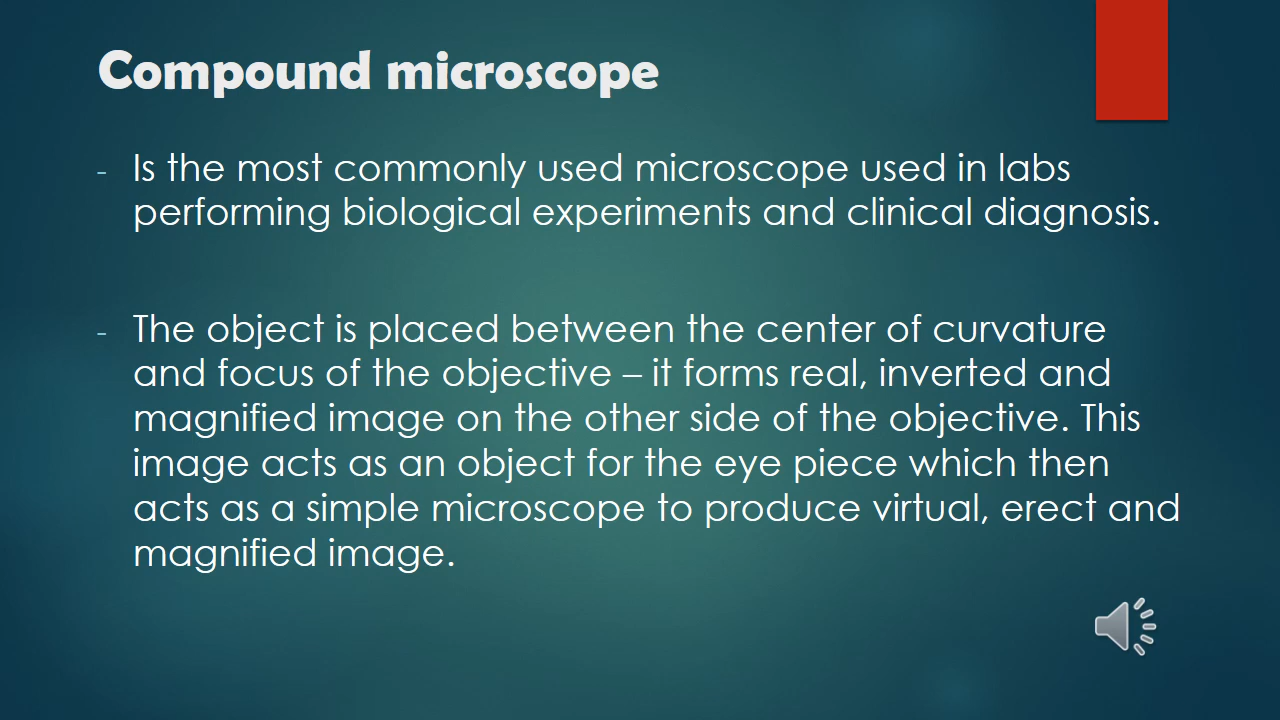 Compound microscope
- Is the most commonly used microscope used in labs
performing biological experiments and clinical diagnosis.
- The object is placed between the center of curvature
and focus of the objective – it forms real, inverted and
magnified image on the other side of the objective. This
image acts as an object for the eye piece which then
acts as a simple microscope to produce virtual, erect and
magnified image.